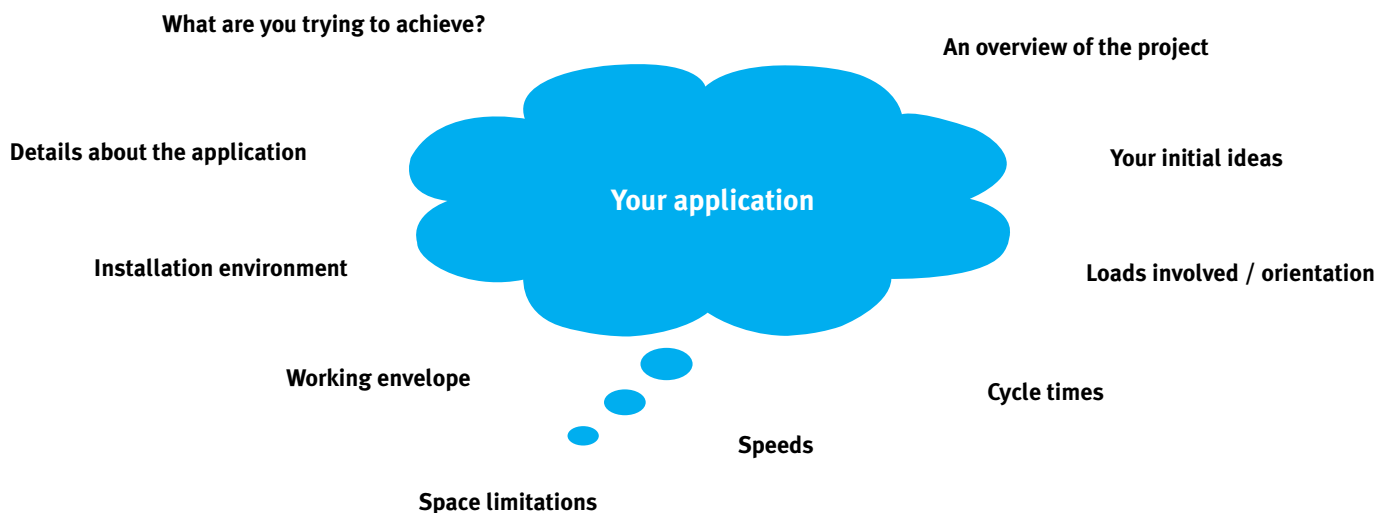 What are you trying to achieve?
An overview of the project
Details about the application
Your initial ideas
Your application
Installation environment
Loads involved / orientation
Working envelope
Cycle times
Speeds
Space limitations